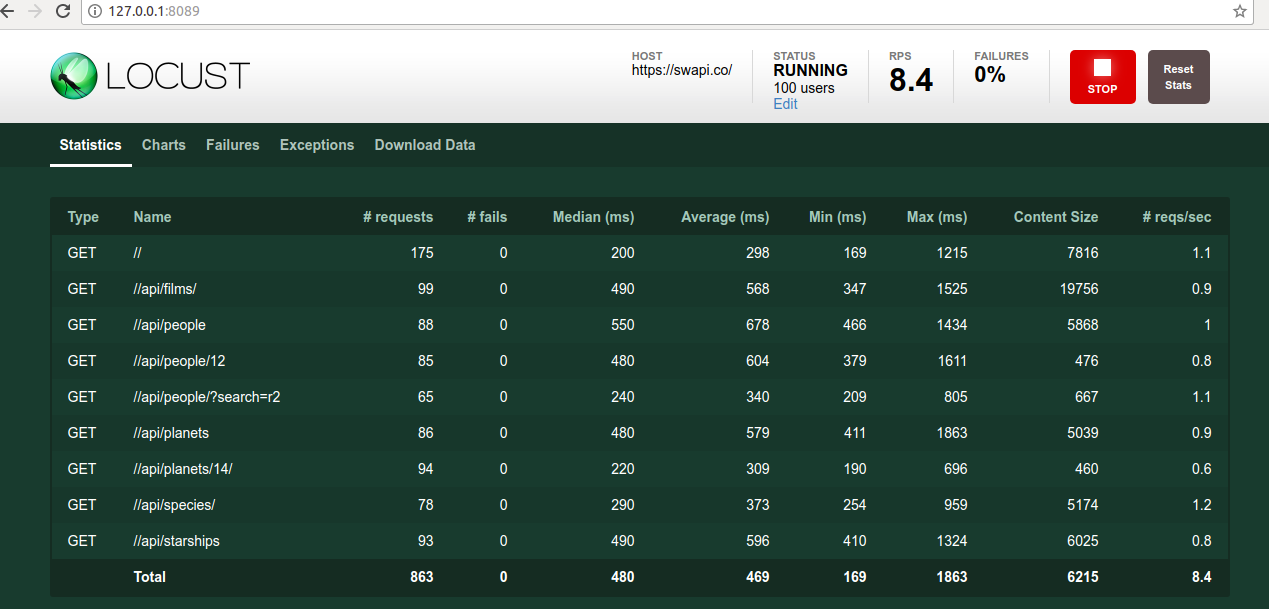 127.0.0.1:8089
LOCUST
HOST
https://swapi.co/
STATUS
RUNNING
100 users
Edit
RPS
8.4
FAILURES
0%
STOP
Reset
Stats
Statistics Charts Failures Exceptions Download Data
Type Name # requests # fails Median (ms) Average (ms) Min (ms) Max (ms) Content Size # reqs/sec
GET // 175 0 200 298 169 1215 7816 1.1
GET //api/films/ 99 0 490 568 347 1525 19756 0.9
GET //api/people 88 0 550 678 466 1434 5868 1
GET //api/people/12 85 0 480 604 379 1611 476 0.8
GET //api/people/?search=r2 65 0 240 340 209 805 667 1.1
GET //api/planets 86 0 480 579 411 1863 5039 0.9
GET //api/planets/14/ 94 0 220 309 190 696 460 0.6
GET //api/species/ 78 0 290 373 254 959 5174 1.2
GET //api/starships 93 0 490 596 410 1324 6025 0.8
Total 863 0 480 469 169 1863 6215 8.4